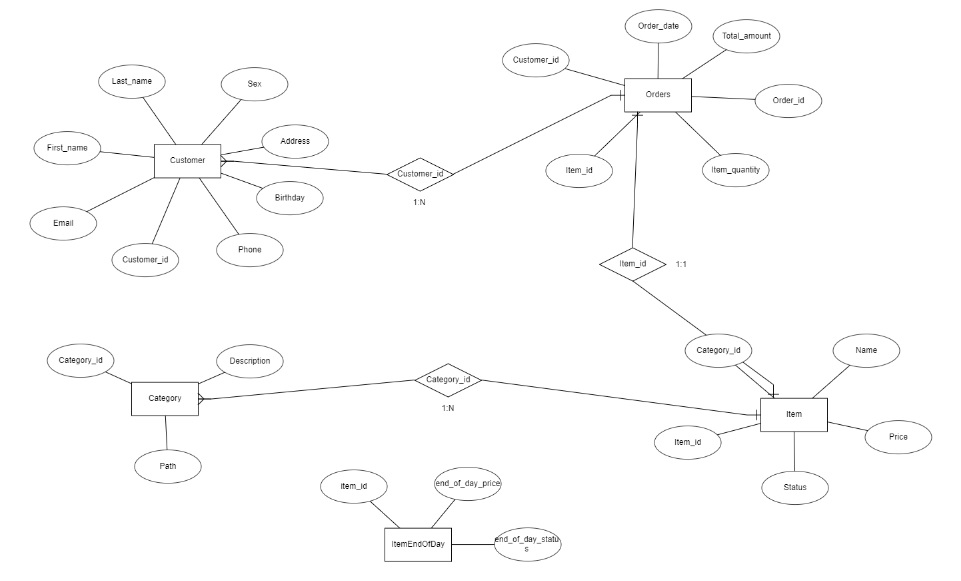 Order_date
Total_amount
Customer_id
Last_name
Sex
Orders
Order_id
Address
First_name
Customer
Item_id
Item_quantity
Customer_id
Birthday
1:N
Email
Phone
Customer_id
Item_id
1:1
Category_id
Name
Category_id
Description
Category_id
Category
1:N
Item
Item_id
Price
Path
Status
item_id
end_of_day_price
ItemEndOfDay
end_of_day_statu
s